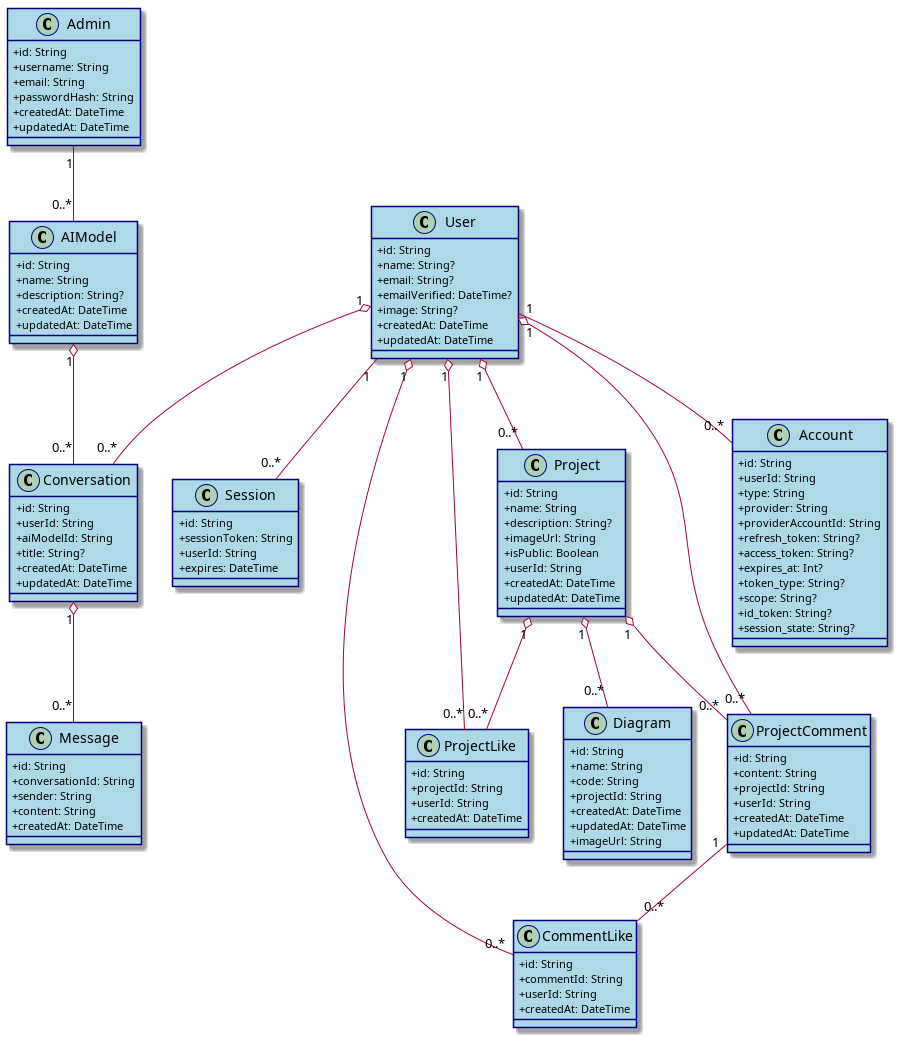 C Admin
+id: String
+username: String
+email: String
+passwordHash: String
+createdAt: DateTime
+updatedAt: DateTime
1
0..*
C AIModel
+id: String
+name: String
+description: String?
+createdAt: DateTime
+updatedAt: DateTime
1
0..*
C User
+id: String
+name: String?
+email: String?
+emailVerified: DateTime?
+image: String?
+createdAt: DateTime
+updatedAt: DateTime
1
1
1
1
1
1
1
0..*
0..*
0..*
0..*
C Conversation
+id: String
+userId: String
+aiModelId: String
+title: String?
+createdAt: DateTime
+updatedAt: DateTime
1
0..*
C Session
+id: String
+sessionToken: String
+userId: String
+expires: DateTime
C Project
+id: String
+name: String
+description: String?
+imageUrl: String
+isPublic: Boolean
+userId: String
+createdAt: DateTime
+updatedAt: DateTime
1
1
1
C Account
+id: String
+userId: String
+type: String
+provider: String
+providerAccountId: String
+refresh_token: String?
+access_token: String?
+expires_at: Int?
+token_type: String?
+scope: String?
+id_token: String?
+session_state: String?
0..*
0..*
0..*
0..*
0..*
C Message
+id: String
+conversationId: String
+sender: String
+content: String
+createdAt: DateTime
C ProjectLike
+id: String
+projectId: String
+userId: String
+createdAt: DateTime
C Diagram
+id: String
+name: String
+code: String
+projectId: String
+createdAt: DateTime
+updatedAt: DateTime
+imageUrl: String
C ProjectComment
+id: String
+content: String
+projectId: String
+userId: String
+createdAt: DateTime
+updatedAt: DateTime
1
0..*
0..*
C CommentLike
+id: String
+commentId: String
+userId: String
+createdAt: DateTime